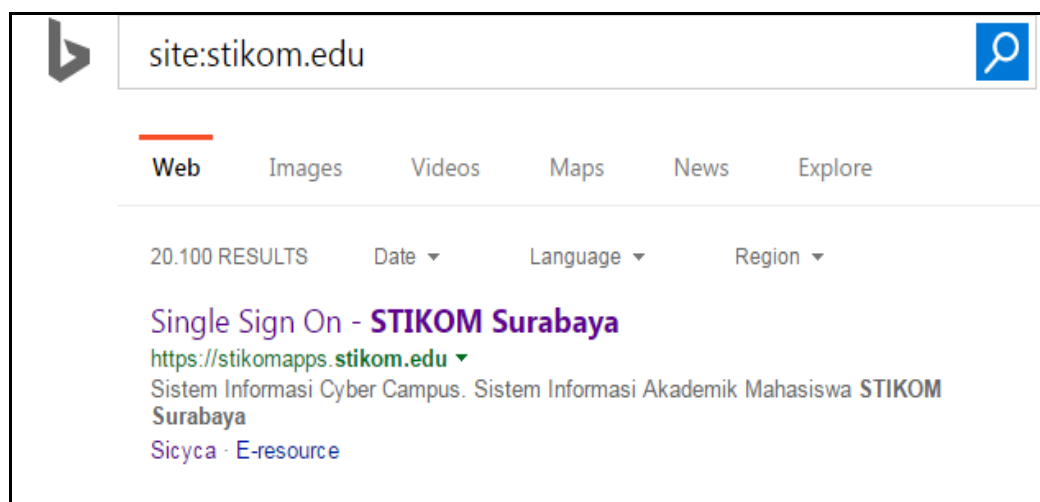 site:stikom.edu
Web Images Videos Maps News Explore
20.100 RESULTS Date Language Region
Single Sign On - STIKOM Surabaya
https://stikomapps.stikom.edu
Sistem Informasi Cyber Campus. Sistem Informasi Akademik Mahasiswa STIKOM
Surabaya
Sicyca · E-resource